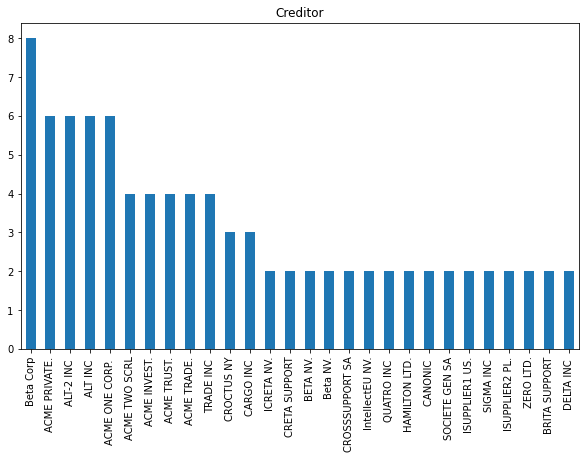 Creditor
8
7
6
5
4
3
2
1
0
Beta Corp
ACME PRIVATE.
ALT-2 INC
ALT INC
ACME ONE CORP.
ACME TWO SCRL
ACME INVEST.
ACME TRUST.
ACME TRADE.
TRADE INC
CROCTUS NY
CARGO INC
ICRETA NV.
CRETA SUPPORT
BETA NV.
Beta NV.
CROSSSUPPORT SA
IntellectEU NV.
QUATRO INC
HAMILTON LTD.
CANONIC
SOCIETE GEN SA
ISUPPLIER1 US.
SIGMA INC
ISUPPLIER2 PL.
ZERO LTD.
BRITA SUPPORT
DELTA INC